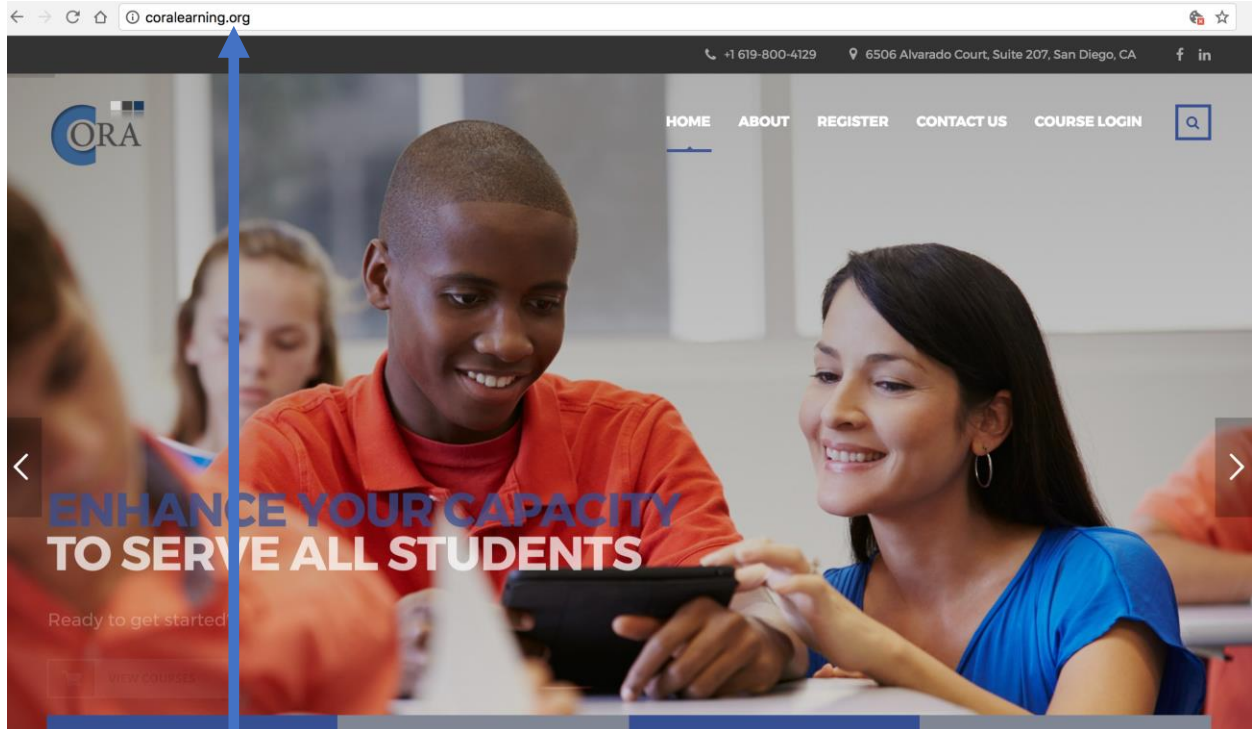 coralearning.org
+1 619-800-4129 6506 Alvarado Court, Suite 207, San Diego, CA f in
CORA
HOME ABOUT REGISTER CONTACT US COURSE LOGIN
ENHANCE YOUR CAPACITY
TO SERVE ALL STUDENTS
Ready to get started?
VIEW COURSES